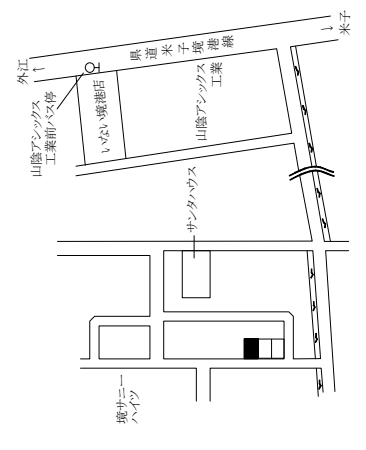 外江
←
山陰アシックス
工業前バス停
いない境港店
県道米子境港線
山陰アシックス
工業
→
米子
サンタハウス
境サニー
ハイツ